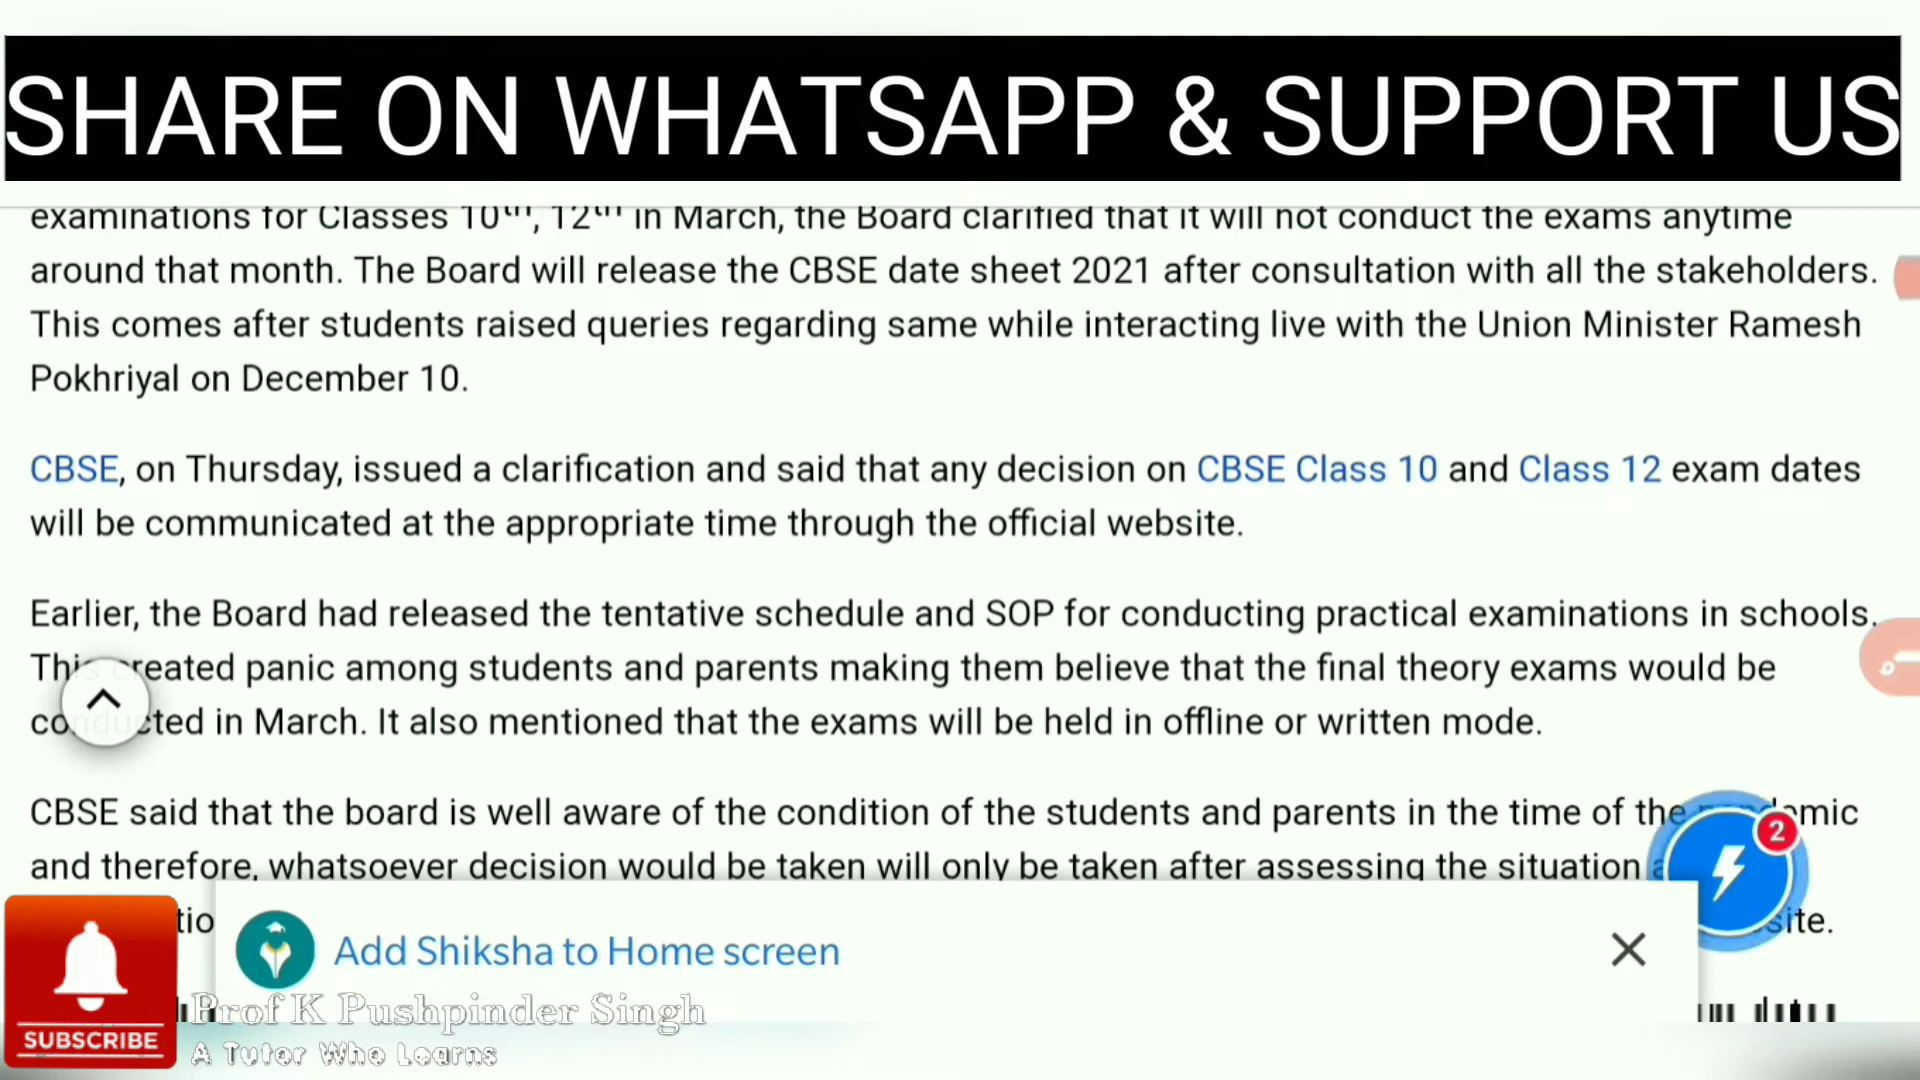 SHARE ON WHATSAPP & SUPPORT US
examinations for Classes 10th, 12th in March, the Board clarified that it will not conduct the exams anytime
around that month. The Board will release the CBSE date sheet 2021 after consultation with all the stakeholders.
This comes after students raised queries regarding same while interacting live with the Union Minister Ramesh
Pokhriyal on December 10.
CBSE, on Thursday, issued a clarification and said that any decision on CBSE Class 10 and Class 12 exam dates
will be communicated at the appropriate time through the official website.
Earlier, the Board had released the tentative schedule and SOP for conducting practical examinations in schools.
This created panic among students and parents making them believe that the final theory exams would be
conducted in March. It also mentioned that the exams will be held in offline or written mode.
CBSE said that the board is well aware of the condition of the students and parents in the time of the pandemic
and therefore, whatsoever decision would be taken will only be taken after assessing the situation
2
Add Shiksha to Home screen
SUBSCRIBE
Prof K Pushpinder Singh
A Tutor Who Learns